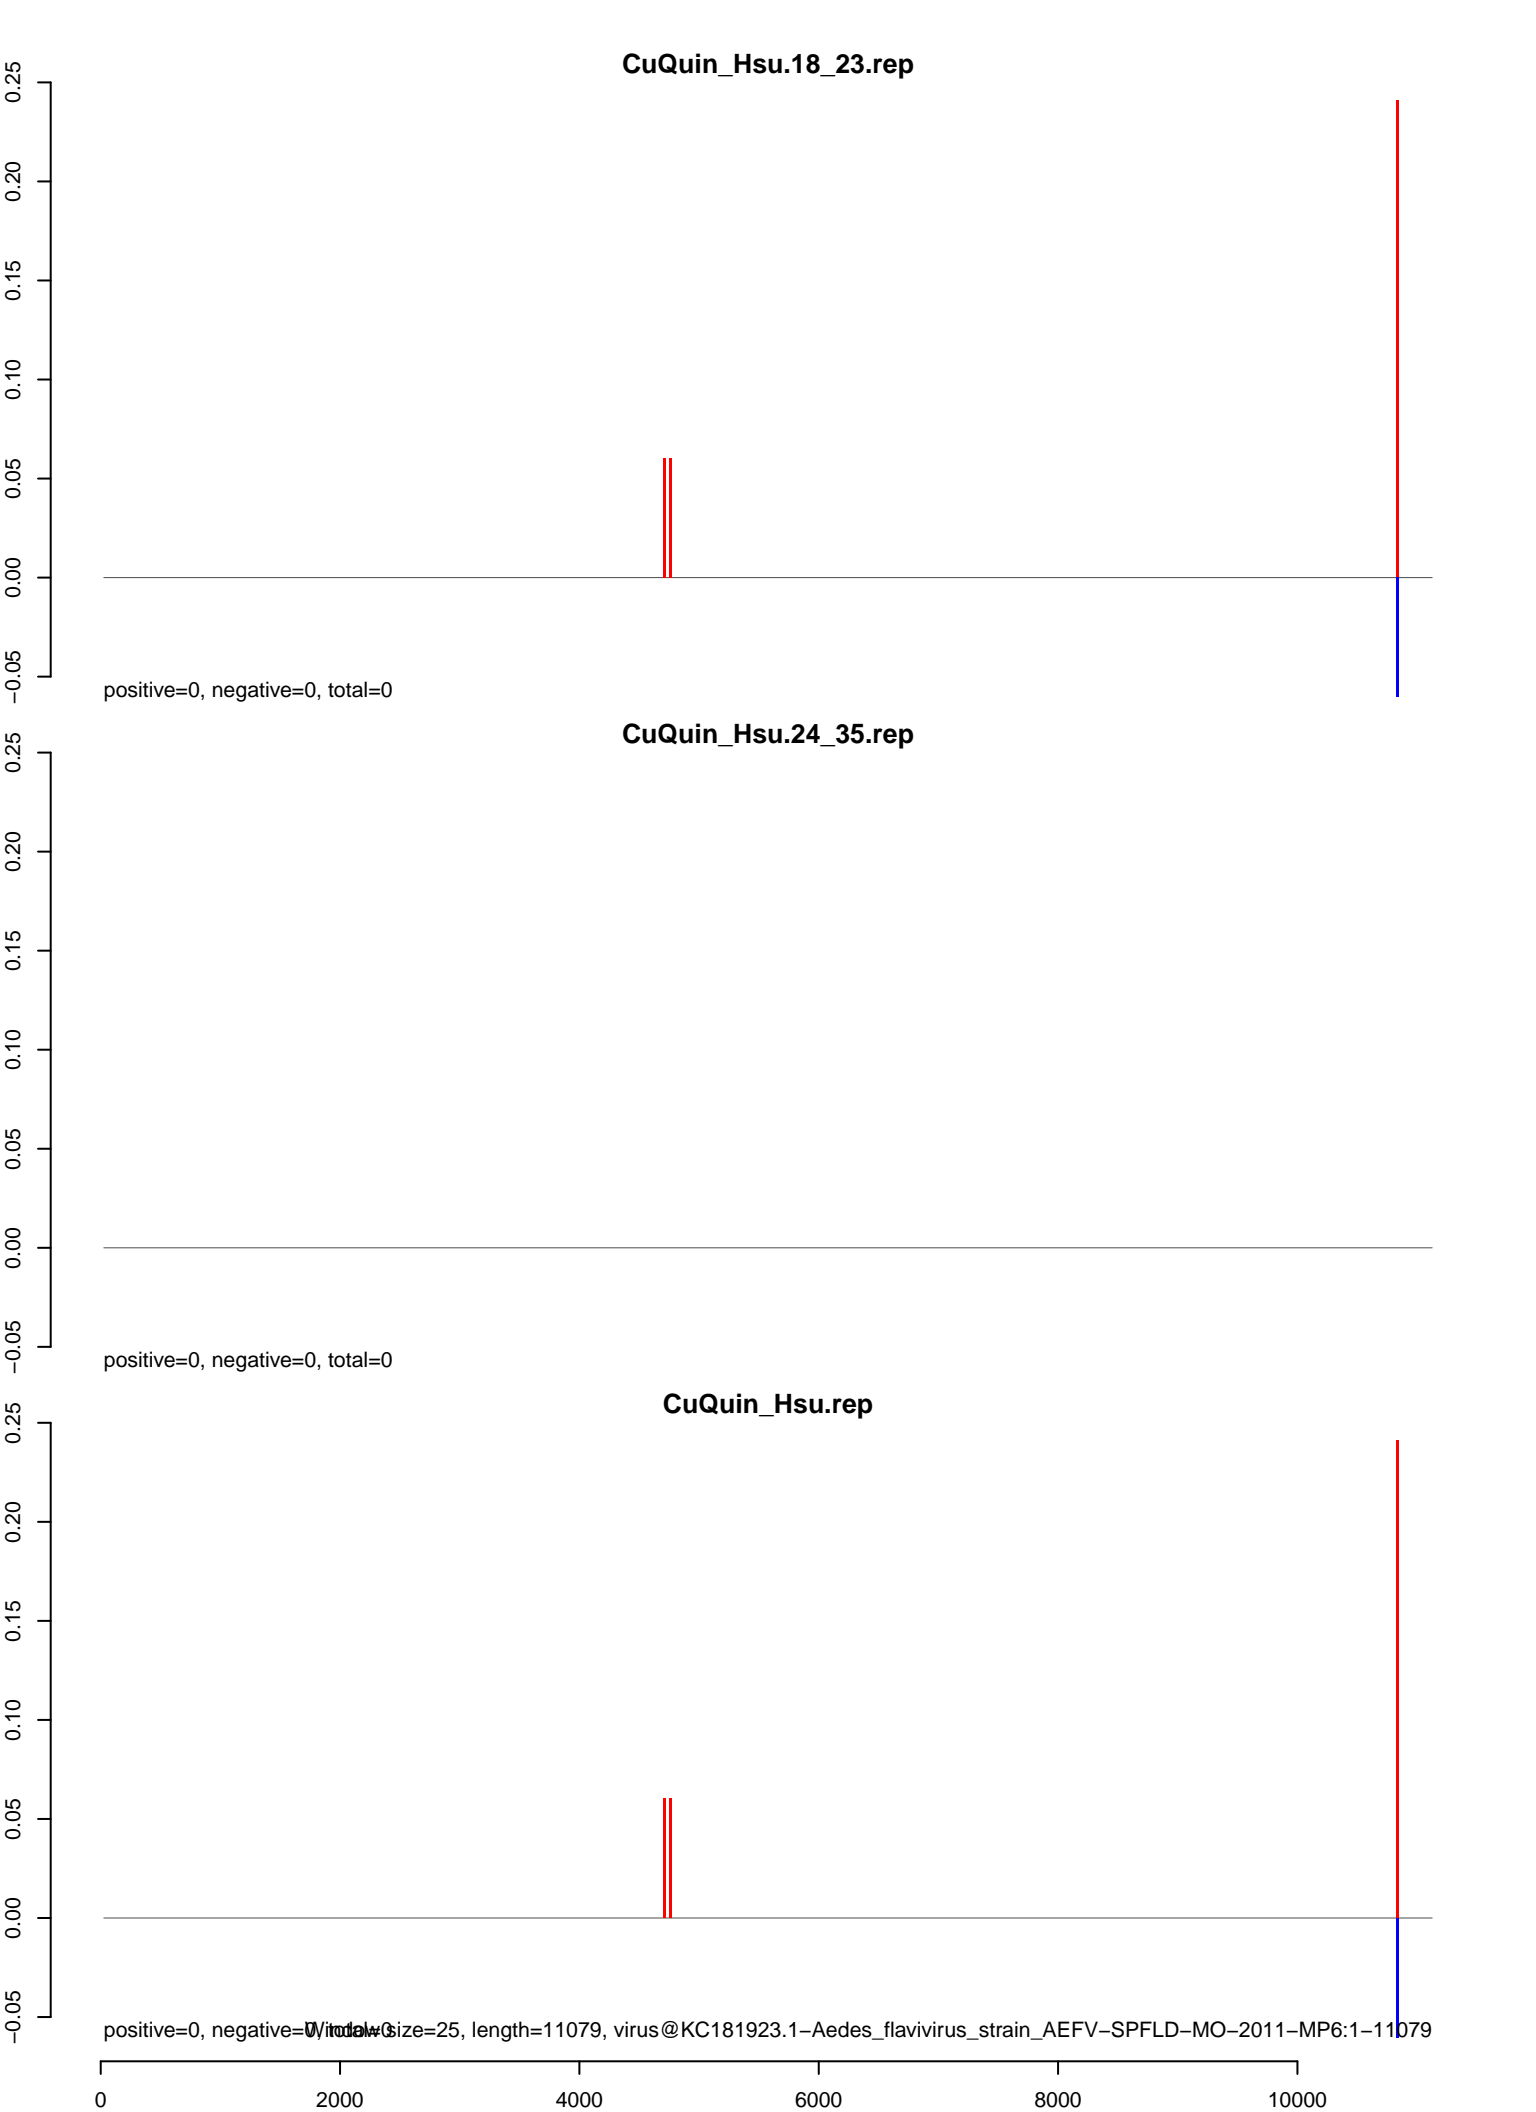 CuQuin_Hsu.18_23.rep
0.25
0.20
0.15
0.10
0.05
0.00
−0.05
positive=0, negative=0, total=0
CuQuin_Hsu.24_35.rep
0.25
0.20
0.15
0.10
0.05
0.00
−0.05
positive=0, negative=0, total=0
CuQuin_Hsu.rep
0.25
0.20
0.15
0.10
0.05
0.00
−0.05
positive=0, negative=0, total=0
Window size=25, length=11079, virus@KC181923.1−Aedes_flavivirus_strain_AEFV−SPFLD−MO−2011−MP6:1−11079
0 2000 4000 6000 8000 10000